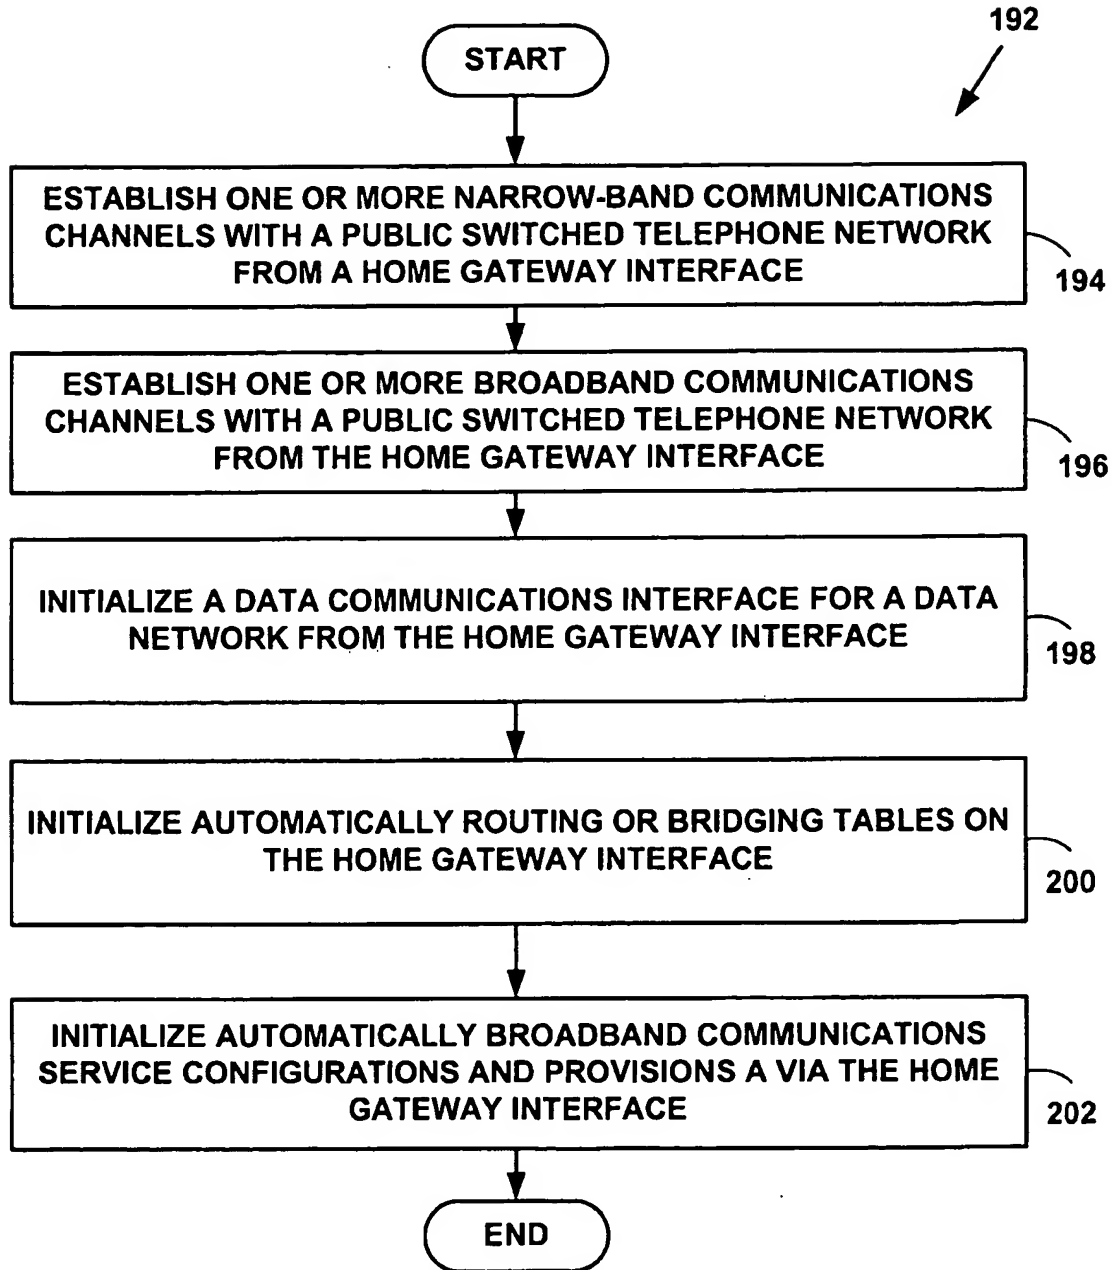 192
START
ESTABLISH ONE OR MORE NARROW-BAND COMMUNICATIONS
CHANNELS WITH A PUBLIC SWITCHED TELEPHONE NETWORK
FROM A HOME GATEWAY INTERFACE
194
ESTABLISH ONE OR MORE BROADBAND COMMUNICATIONS
CHANNELS WITH A PUBLIC SWITCHED TELEPHONE NETWORK
FROM THE HOME GATEWAY INTERFACE
196
INITIALIZE A DATA COMMUNICATIONS INTERFACE FOR A DATA
NETWORK FROM THE HOME GATEWAY INTERFACE
198
INITIALIZE AUTOMATICALLY ROUTING OR BRIDGING TABLES ON
THE HOME GATEWAY INTERFACE
200
INITIALIZE AUTOMATICALLY BROADBAND COMMUNICATIONS
SERVICE CONFIGURATIONS AND PROVISIONS A VIA THE HOME
GATEWAY INTERFACE
202
END